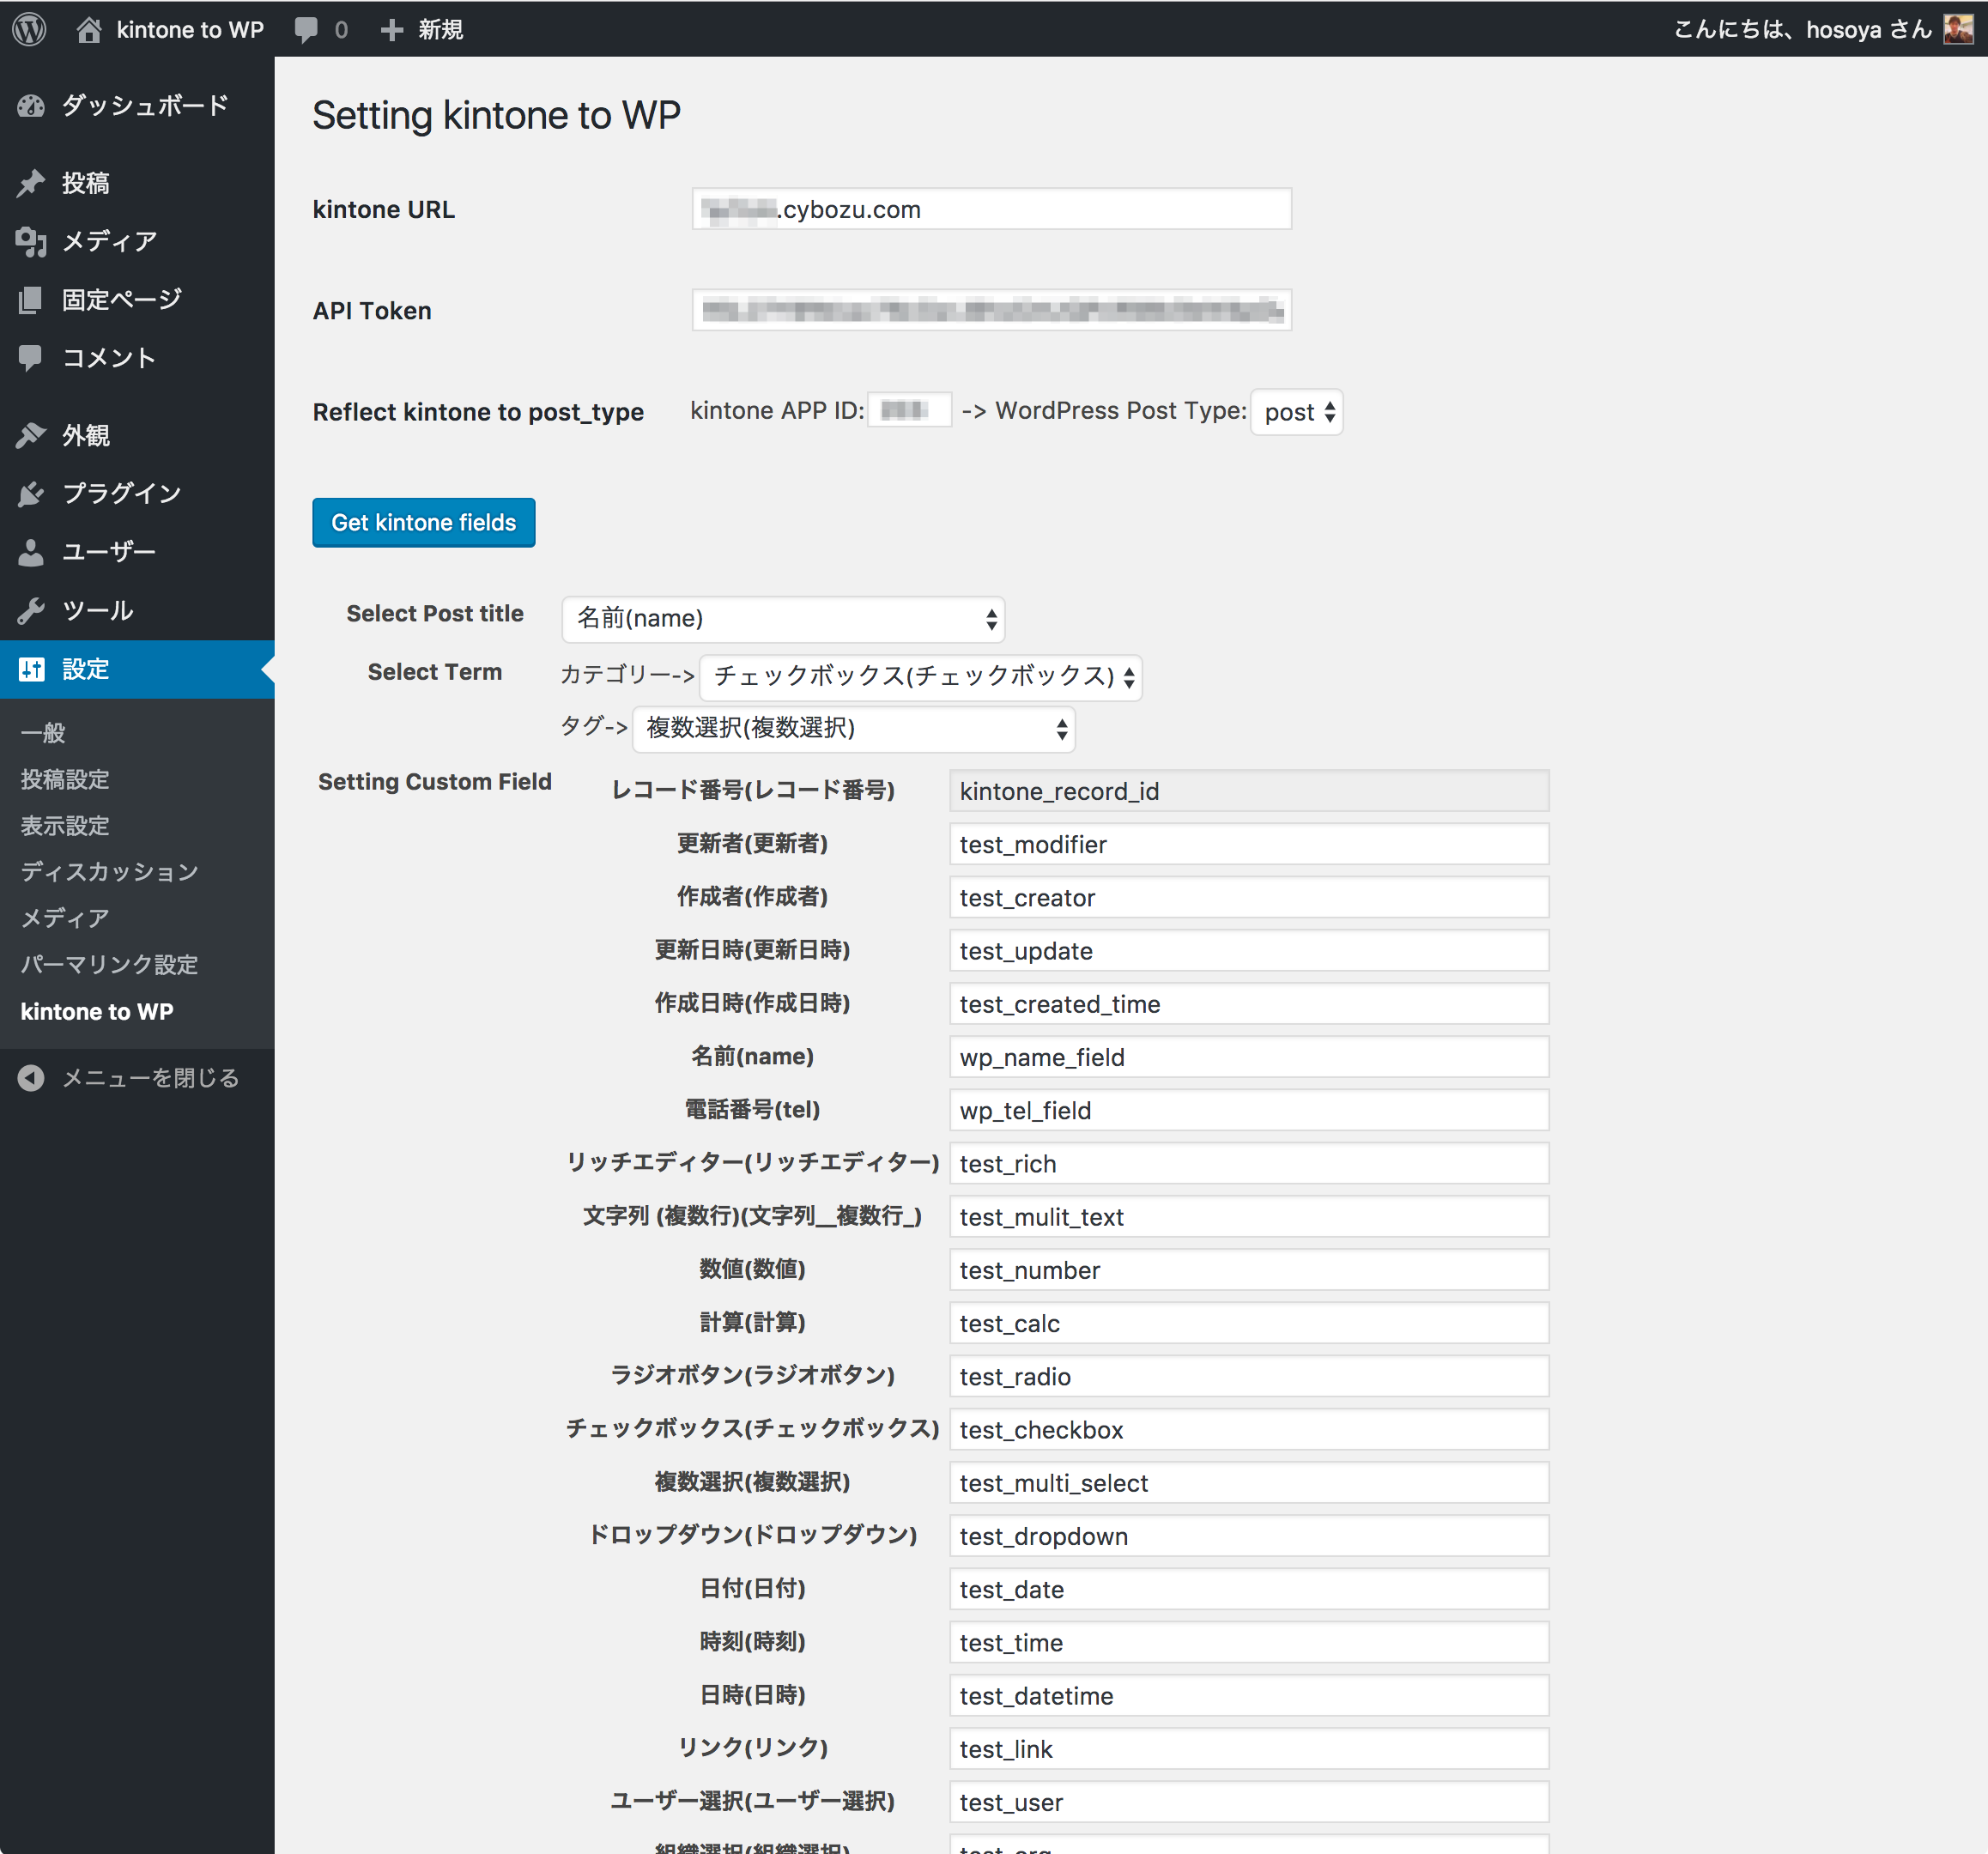 kintone to WP 0 新規 こんにちは、hosoya さん
ダッシュボード
投稿
メディア
固定ページ
コメント
外観
プラグイン
ユーザー
ツール
設定
一般
投稿設定
表示設定
ディスカッション
メディア
パーマリンク設定
kintone to WP
メニューを閉じる
Setting kintone to WP
kintone URL .cybozu.com
API Token
Reflect kintone to post_type kintone APP ID: -> WordPress Post Type: post
Get kintone fields
Select Post title 名前(name)
Select Term カテゴリー-> チェックボックス(チェックボックス)
タグ-> 複数選択(複数選択)
Setting Custom Field レコード番号(レコード番号) kintone_record_id
更新者(更新者) test_modifier
作成者(作成者) test_creator
更新日時(更新日時) test_update
作成日時(作成日時) test_created_time
名前(name) wp_name_field
電話番号(tel) wp_tel_field
リッチエディター(リッチエディター) test_rich
文字列 (複数行)(文字列__複数行_) test_mulit_text
数値(数値) test_number
計算(計算) test_calc
ラジオボタン(ラジオボタン) test_radio
チェックボックス(チェックボックス) test_checkbox
複数選択(複数選択) test_multi_select
ドロップダウン(ドロップダウン) test_dropdown
日付(日付) test_date
時刻(時刻) test_time
日時(日時) test_datetime
リンク(リンク) test_link
ユーザー選択(ユーザー選択) test_user
組織選択(組織選択) test_org